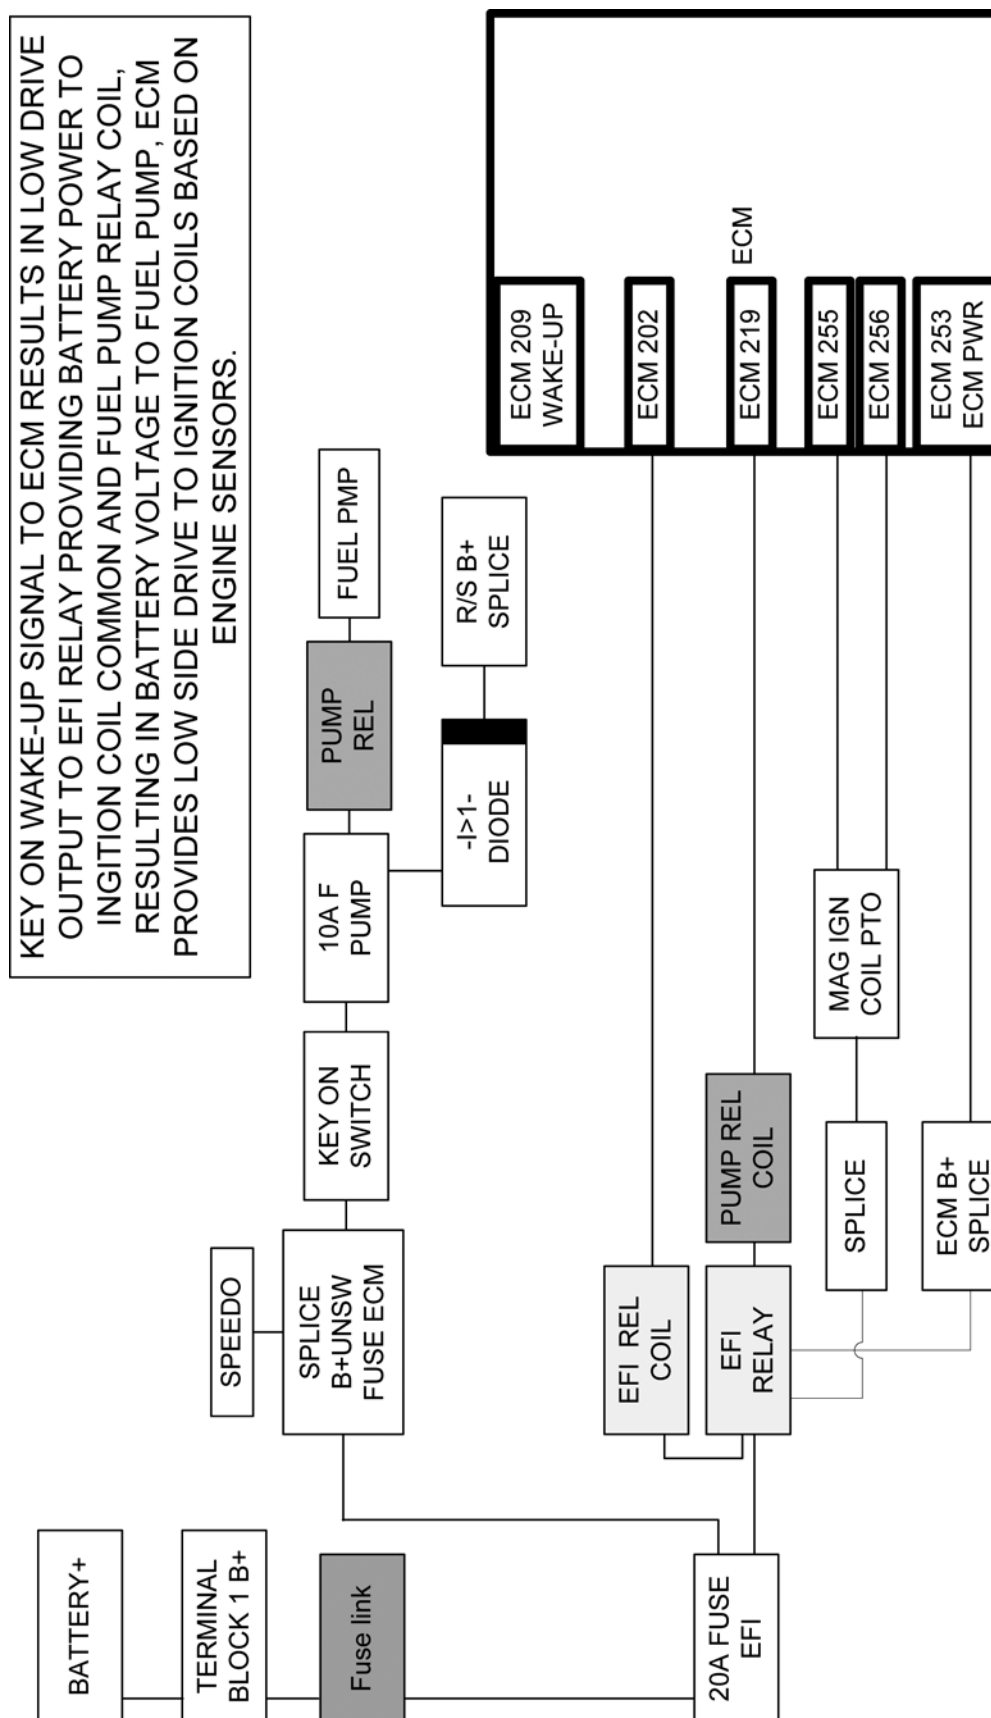 KEY ON WAKE-UP SIGNAL TO ECM RESULTS IN LOW DRIVE
OUTPUT TO EFI RELAY PROVIDING BATTERY POWER TO
INGITION COIL COMMON AND FUEL PUMP RELAY COIL,
RESULTING IN BATTERY VOLTAGE TO FUEL PUMP, ECM
PROVIDES LOW SIDE DRIVE TO IGNITION COILS BASED ON
ENGINE SENSORS.
BATTERY+
TERMINAL
BLOCK 1 B+
Fuse link
20A FUSE
EFI
SPEEDO
SPLICE
B+UNSW
FUSE ECM
KEY ON
SWITCH
10A F
PUMP
PUMP
REL
FUEL PMP
-I>1-
DIODE
R/S B+
SPLICE
EFI REL
COIL
EFI
RELAY
PUMP REL
COIL
SPLICE
MAG IGN
COIL PTO
ECM B+
SPLICE
ECM 209
WAKE-UP
ECM 202
ECM 219
ECM
ECM 255
ECM 256
ECM 253
ECM PWR